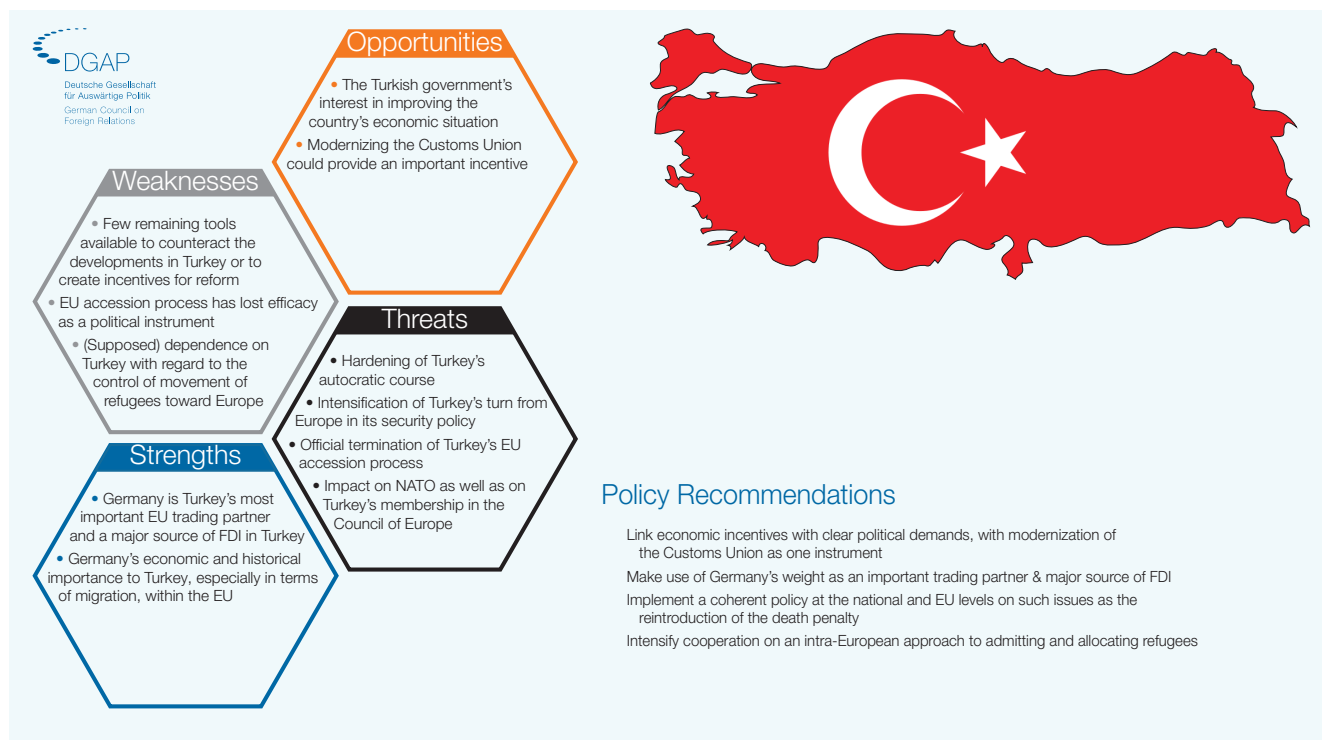 DGAP
Deutsche Gesellschaft
für Auswärtige Politik
German Council on
Foreign Relations
Opportunities
• The Turkish government's
interest in improving the
country's economic situation
• Modernizing the Customs Union
could provide an important incentive
Weaknesses
• Few remaining tools
available to counteract the
developments in Turkey or to
create incentives for reform
• EU accession process has lost efficacy
as a political instrument
• (Supposed) dependence on
Turkey with regard to the
control of movement of
refugees toward Europe
Threats
• Hardening of Turkey's
autocratic course
• Intensification of Turkey's turn from
Europe in its security policy
• Official termination of Turkey's EU
accession process
• Impact on NATO as well as on
Turkey's membership in the
Council of Europe
Strengths
• Germany is Turkey's most
important EU trading partner
and a major source of FDI in Turkey
• Germany's economic and historical
importance to Turkey, especially in terms
of migration, within the EU
Policy Recommendations
Link economic incentives with clear political demands, with modernization of
the Customs Union as one instrument
Make use of Germany's weight as an important trading partner & major source of FDI
Implement a coherent policy at the national and EU levels on such issues as the
reintroduction of the death penalty
Intensify cooperation on an intra-European approach to admitting and allocating refugees